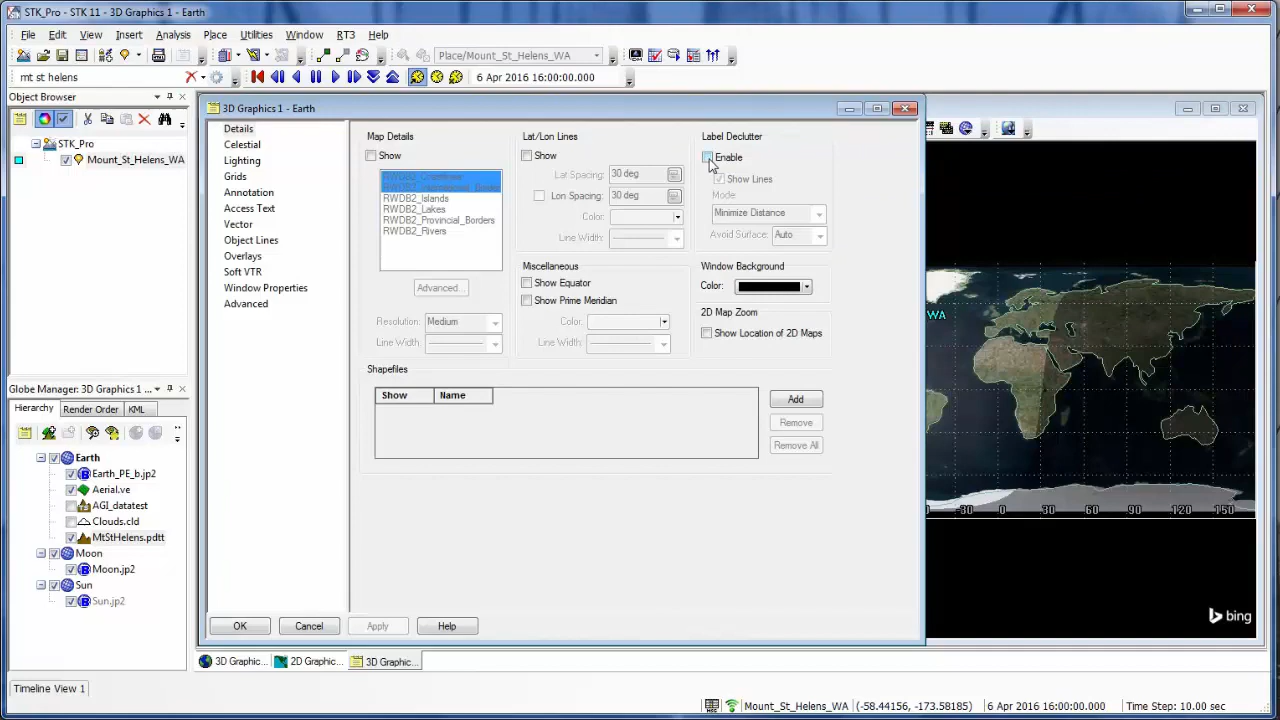 STK_Pro - STK 11 - 3D Graphics 1 - Earth
File Edit View Insert Analysis Place Utilities Window RT3 Help
Place/Mount_St_Helens_WA
mt st helens
6 Apr 2016 16:00:00.000
Object Browser
STK_Pro
Mount_St_Helens_WA
Globe Manager: 3D Graphics 1 ...
Hierarchy Render Order KML
Earth
Earth_PE_b.jp2
Aerial.ve
AGI_datatest
Clouds.cld
MtStHelens.pdtt
Moon
Moon.jp2
Sun
Sun.jp2
3D Graphics 1 - Earth
Details
Celestial
Lighting
Grids
Annotation
Access Text
Vector
Object Lines
Overlays
Soft VTR
Window Properties
Advanced
Map Details
Show
RWDB2_Islands
RWDB2_Lakes
RWDB2_Provincial_Borders
RWDB2_Rivers
Advanced...
Resolution: Medium
Line Width:
Lat/Lon Lines
Show
Lat Spacing: 30 deg
Lon Spacing: 30 deg
Color:
Line Width:
Miscellaneous
Show Equator
Show Prime Meridian
Color:
Line Width:
Label Declutter
Enable
Show Lines
Mode:
Minimize Distance
Avoid Surface: Auto
Window Background
Color:
2D Map Zoom
Show Location of 2D Maps
Shapefiles
Show Name
Add
Remove
Remove All
OK Cancel Apply Help
WA
-30 0 30 60 90 120 150
bing
3D Graphic... 2D Graphic... 3D Graphic...
Timeline View 1
Mount_St_Helens_WA (-58.44156, -173.58185) 6 Apr 2016 16:00:00.000 Time Step: 10.00 sec